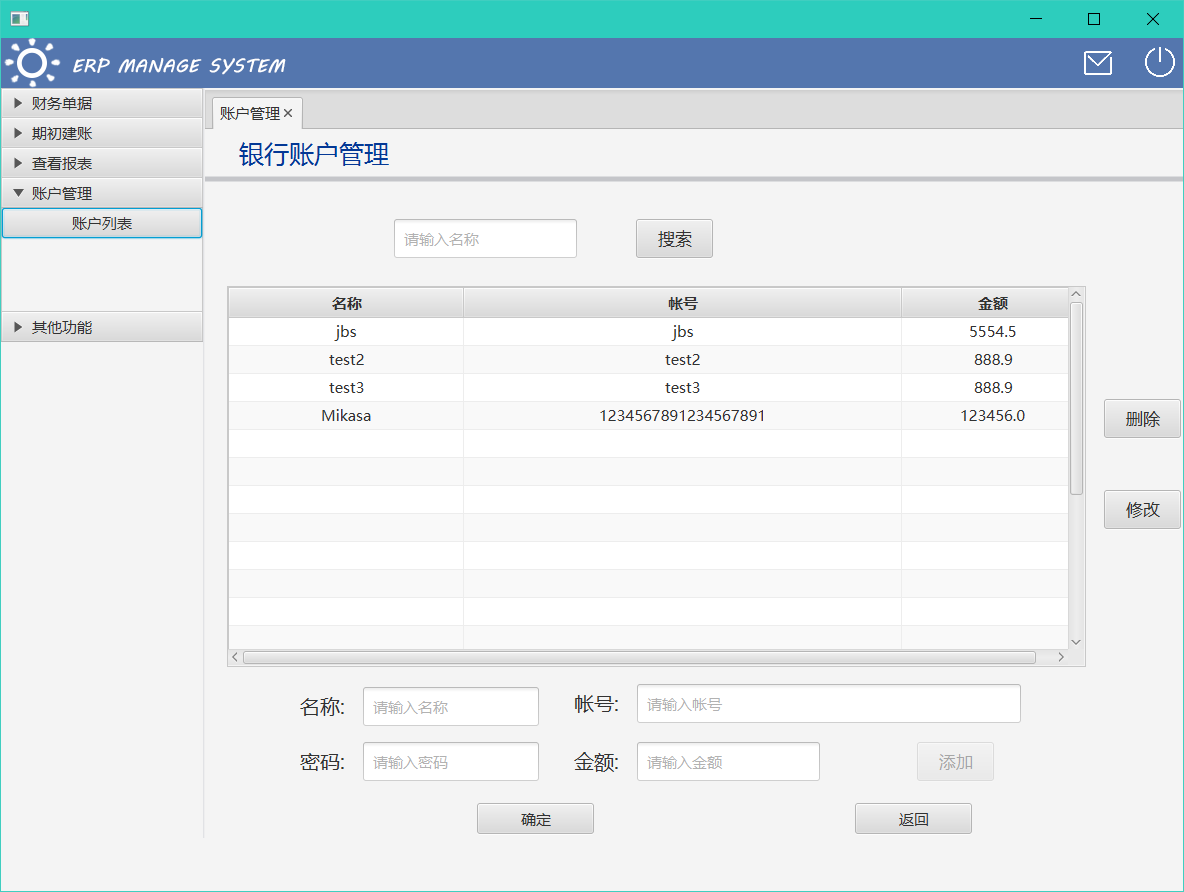 ERP MANAGE SYSTEM
财务单据
期初建账
查看报表
账户管理
账户列表
其他功能
账户管理
银行账户管理
请输入名称 搜索
名称 帐号 金额
jbs jbs 5554.5
test2 test2 888.9
test3 test3 888.9
Mikasa 1234567891234567891 123456.0
删除
修改
名称: 请输入名称 帐号: 请输入帐号
密码: 请输入密码 金额: 请输入金额 添加
确定 返回